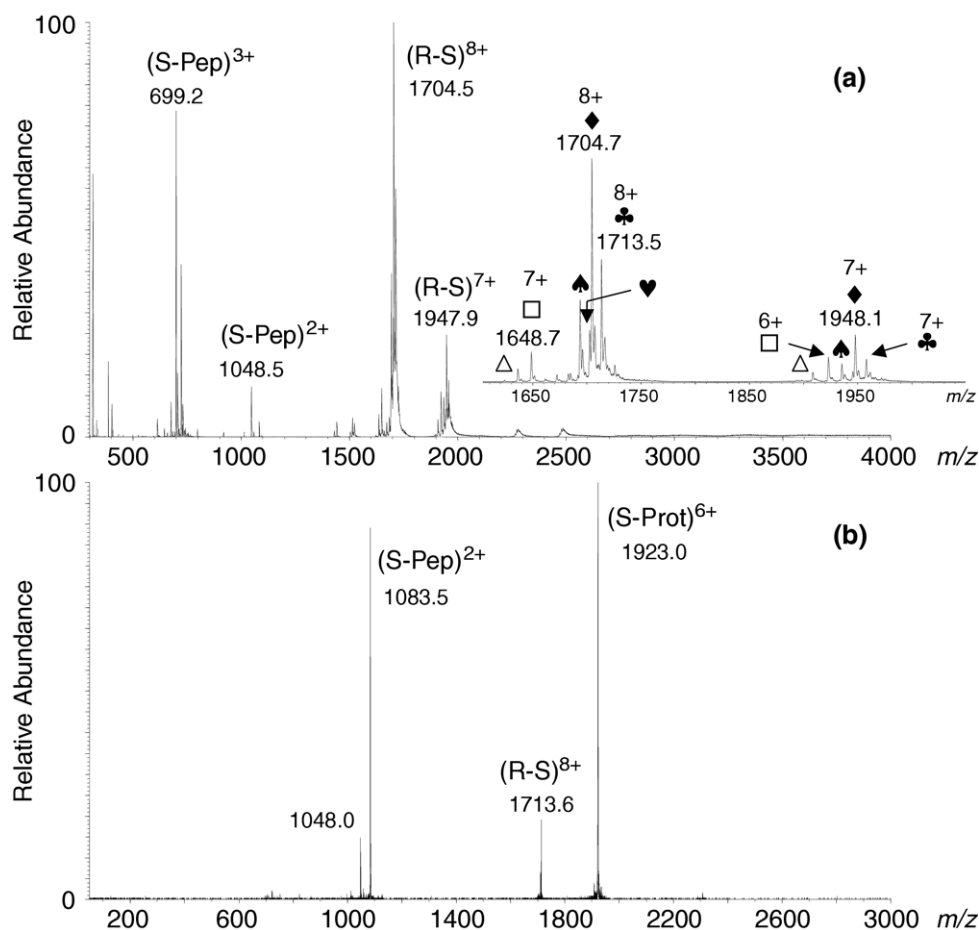 100
(a)
(S-Pep)3+
699.2
(R-S)8+
1704.5
8+
♦
1704.7
8+
♣
1713.5
7+
□
1648.7
♠
♥
△
(R-S)7+
1947.9
(S-Pep)2+
1048.5
7+
♦
1948.1
6+
□
♠
7+
♣
△
1650 1750 1850 1950
m/z
Relative Abundance
0
500 1000 1500 2000 2500 3000 3500 4000 m/z
100
(b)
(S-Prot)6+
1923.0
(S-Pep)2+
1083.5
(R-S)8+
1713.6
1048.0
Relative Abundance
0
200 600 1000 1400 1800 2200 2600 3000 m/z